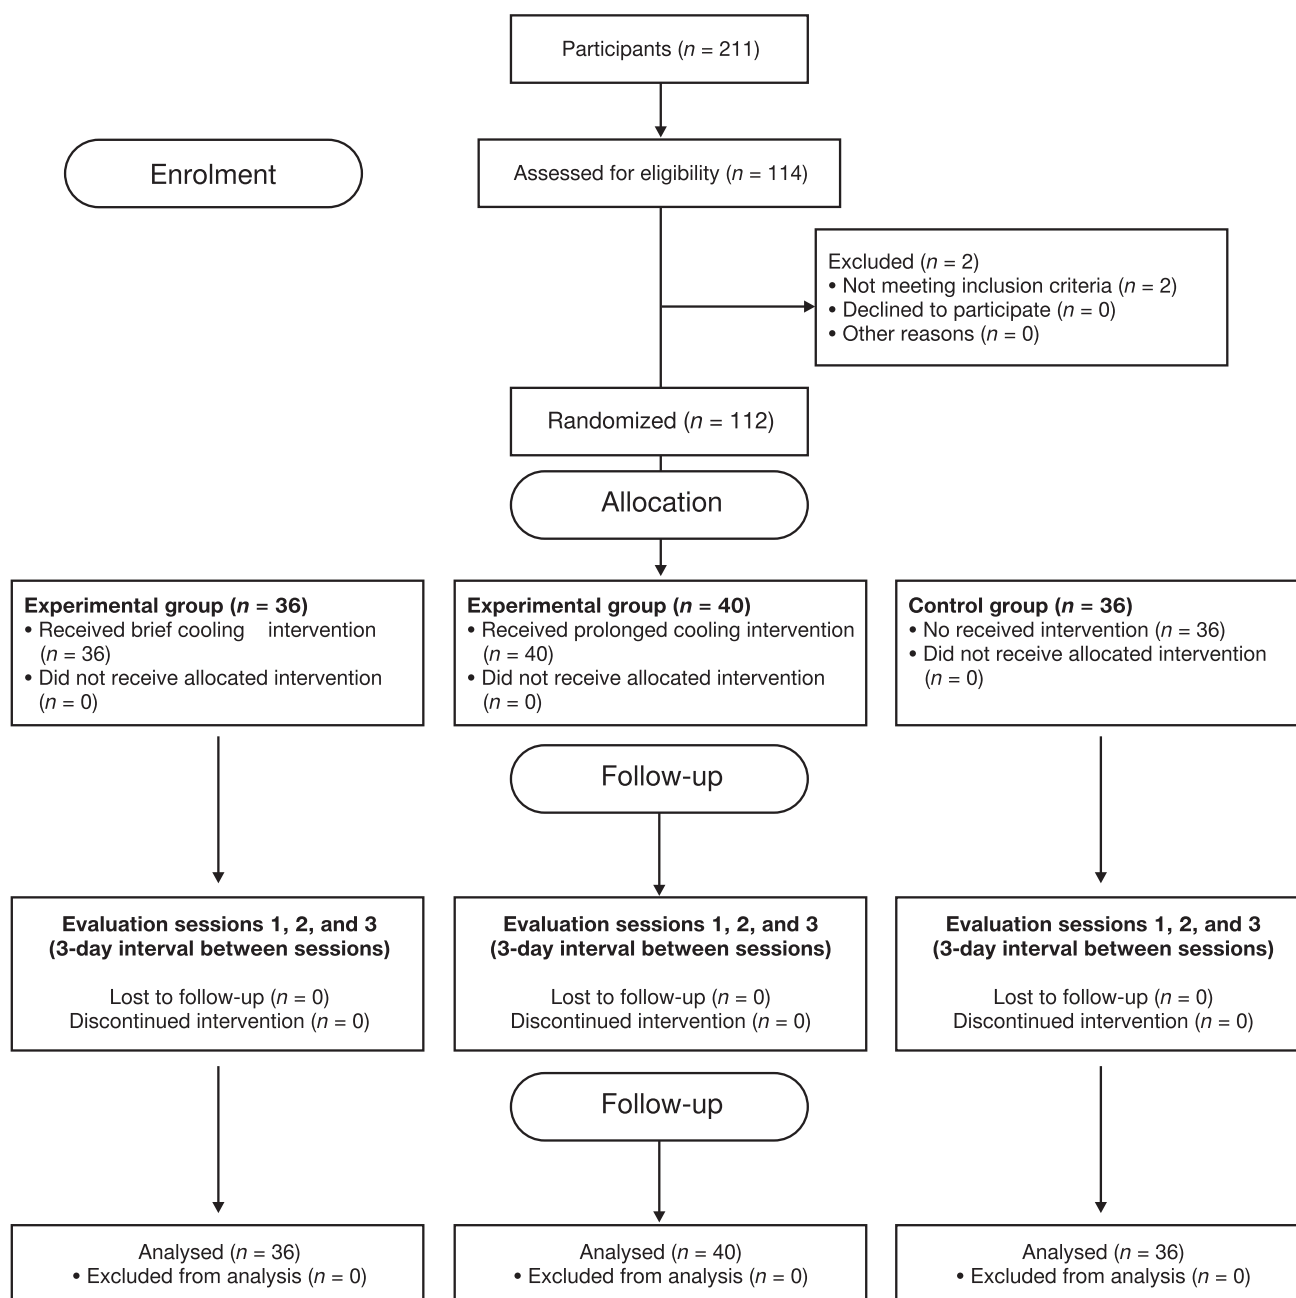 Participants (n = 211)
Enrolment
Assessed for eligibility (n = 114)
Excluded (n = 2)
• Not meeting inclusion criteria (n = 2)
• Declined to participate (n = 0)
• Other reasons (n = 0)
Randomized (n = 112)
Allocation
Experimental group (n = 36)
• Received brief cooling intervention
(n = 36)
• Did not receive allocated intervention
(n = 0)
Experimental group (n = 40)
• Received prolonged cooling intervention
(n = 40)
• Did not receive allocated intervention
(n = 0)
Control group (n = 36)
• No received intervention (n = 36)
• Did not receive allocated intervention
(n = 0)
Follow-up
Evaluation sessions 1, 2, and 3
(3-day interval between sessions)
Lost to follow-up (n = 0)
Discontinued intervention (n = 0)
Evaluation sessions 1, 2, and 3
(3-day interval between sessions)
Lost to follow-up (n = 0)
Discontinued intervention (n = 0)
Evaluation sessions 1, 2, and 3
(3-day interval between sessions)
Lost to follow-up (n = 0)
Discontinued intervention (n = 0)
Follow-up
Analysed (n = 36)
• Excluded from analysis (n = 0)
Analysed (n = 40)
• Excluded from analysis (n = 0)
Analysed (n = 36)
• Excluded from analysis (n = 0)